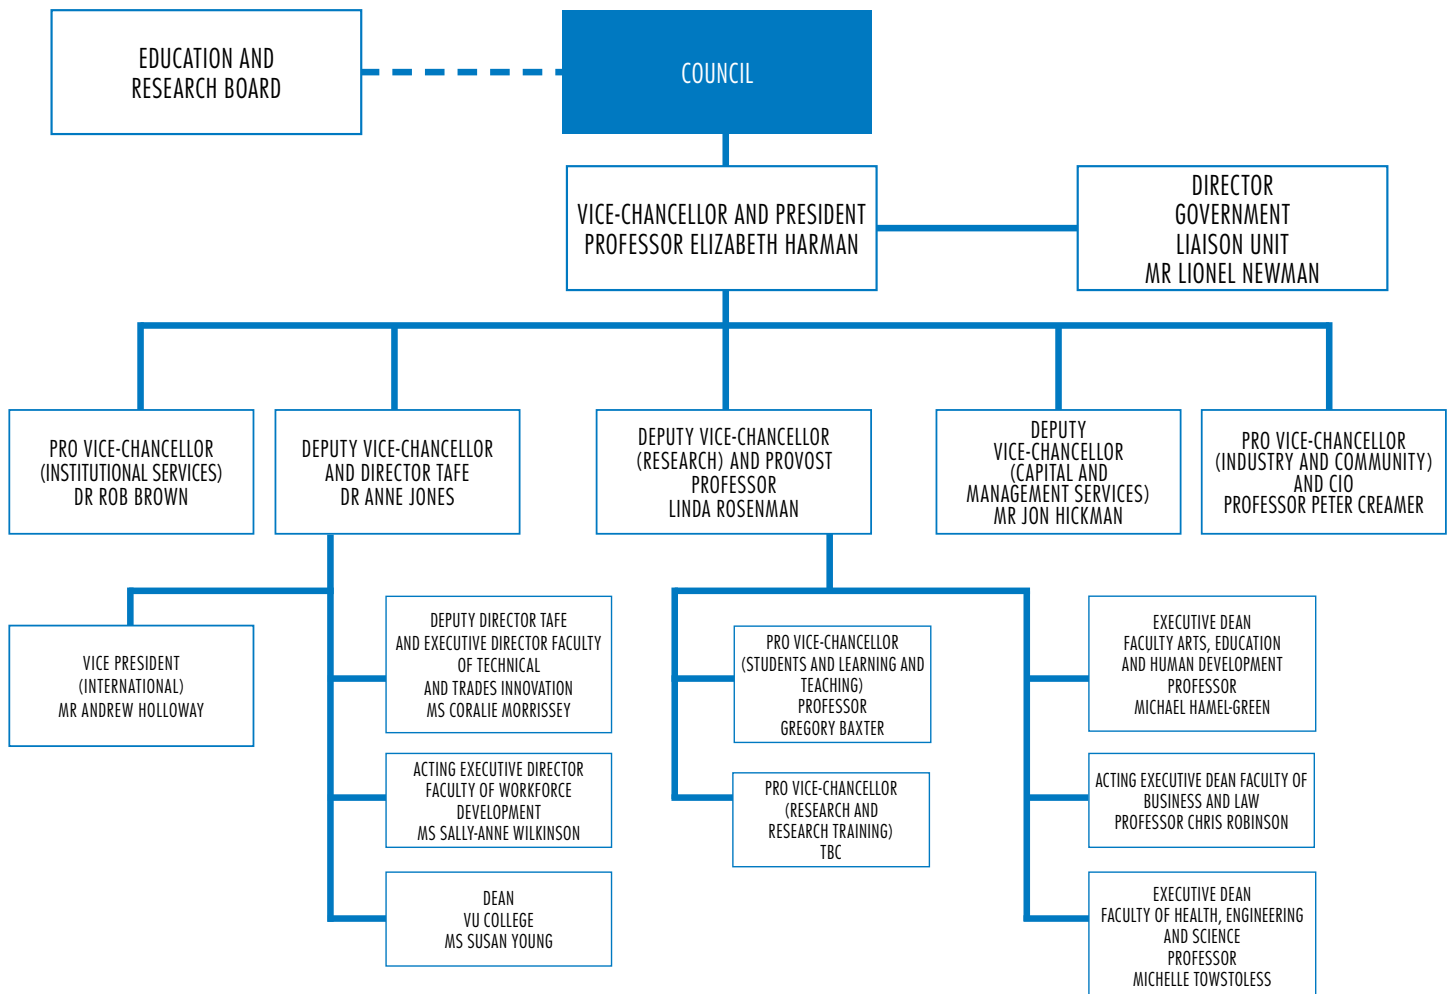 EDUCATION AND
RESEARCH BOARD
COUNCIL
VICE-CHANCELLOR AND PRESIDENT
PROFESSOR ELIZABETH HARMAN
DIRECTOR
GOVERNMENT
LIAISON UNIT
MR LIONEL NEWMAN
PRO VICE-CHANCELLOR
(INSTITUTIONAL SERVICES)
DR ROB BROWN
DEPUTY VICE-CHANCELLOR
AND DIRECTOR TAFE
DR ANNE JONES
DEPUTY VICE-CHANCELLOR
(RESEARCH) AND PROVOST
PROFESSOR
LINDA ROSENMAN
DEPUTY
VICE-CHANCELLOR
(CAPITAL AND
MANAGEMENT SERVICES)
MR JON HICKMAN
PRO VICE-CHANCELLOR
(INDUSTRY AND COMMUNITY)
AND CIO
PROFESSOR PETER CREAMER
VICE PRESIDENT
(INTERNATIONAL)
MR ANDREW HOLLOWAY
DEPUTY DIRECTOR TAFE
AND EXECUTIVE DIRECTOR FACULTY
OF TECHNICAL
AND TRADES INNOVATION
MS CORALIE MORRISSEY
ACTING EXECUTIVE DIRECTOR
FACULTY OF WORKFORCE
DEVELOPMENT
MS SALLY-ANNE WILKINSON
DEAN
VU COLLEGE
MS SUSAN YOUNG
PRO VICE-CHANCELLOR
(STUDENTS AND LEARNING AND
TEACHING)
PROFESSOR
GREGORY BAXTER
PRO VICE-CHANCELLOR
(RESEARCH AND
RESEARCH TRAINING)
TBC
EXECUTIVE DEAN
FACULTY ARTS, EDUCATION
AND HUMAN DEVELOPMENT
PROFESSOR
MICHAEL HAMEL-GREEN
ACTING EXECUTIVE DEAN FACULTY OF
BUSINESS AND LAW
PROFESSOR CHRIS ROBINSON
EXECUTIVE DEAN
FACULTY OF HEALTH, ENGINEERING
AND SCIENCE
PROFESSOR
MICHELLE TOWSTOLESS